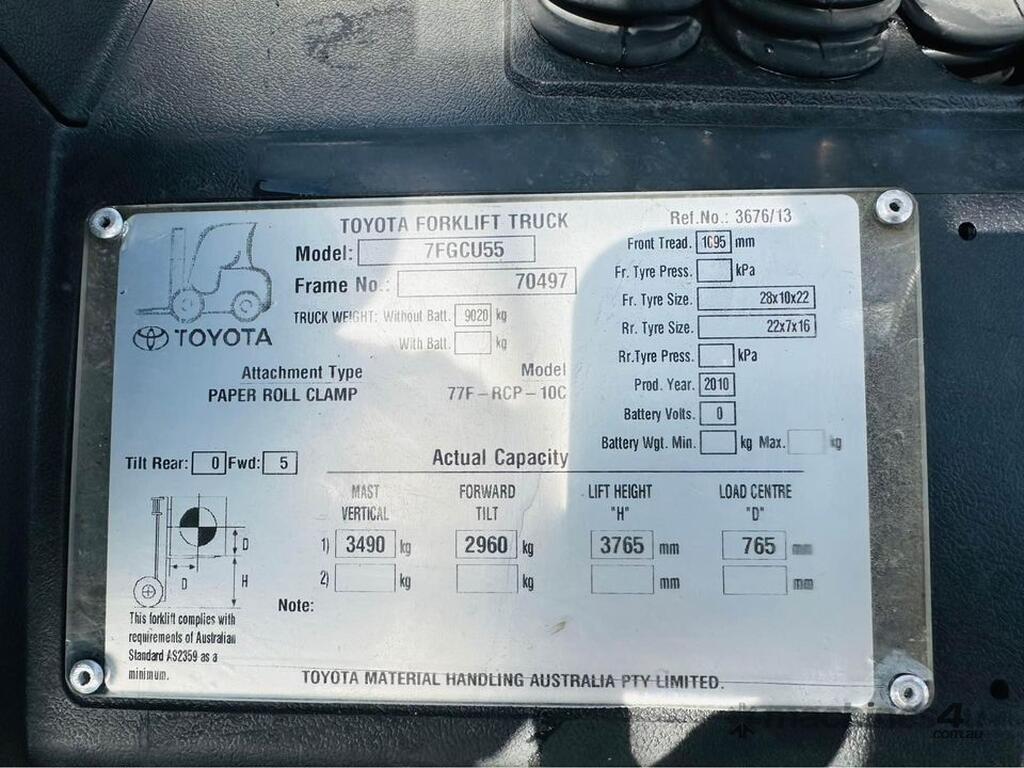 TOYOTA FORKLIFT TRUCK
Ref.No.: 3676/13
Model: 7FGCU55
Frame No.: 70497
TRUCK WEIGHT: Without Batt. 9020 kg
With Batt. kg
TOYOTA
Attachment Type Model
PAPER ROLL CLAMP 77F-RCP-10C
Front Tread. 1095 mm
Fr. Tyre Press. kPa
Fr. Tyre Size. 28x10x22
Rr. Tyre Size. 22x7x16
Rr.Tyre Press. kPa
Prod. Year. 2010
Battery Volts. 0
Battery Wgt. Min. kg Max. kg
Tilt Rear: 0 Fwd: 5
Actual Capacity
MAST VERTICAL
FORWARD TILT
LIFT HEIGHT "H"
LOAD CENTRE "D"
1) 3490 kg 2960 kg 3765 mm 765 mm
2) kg kg mm mm
D
D
H
Note:
This forklift complies with
requirements of Australian
Standard AS2359 as a
minimum.
TOYOTA MATERIAL HANDLING AUSTRALIA PTY LIMITED.
machines4u
.com.au